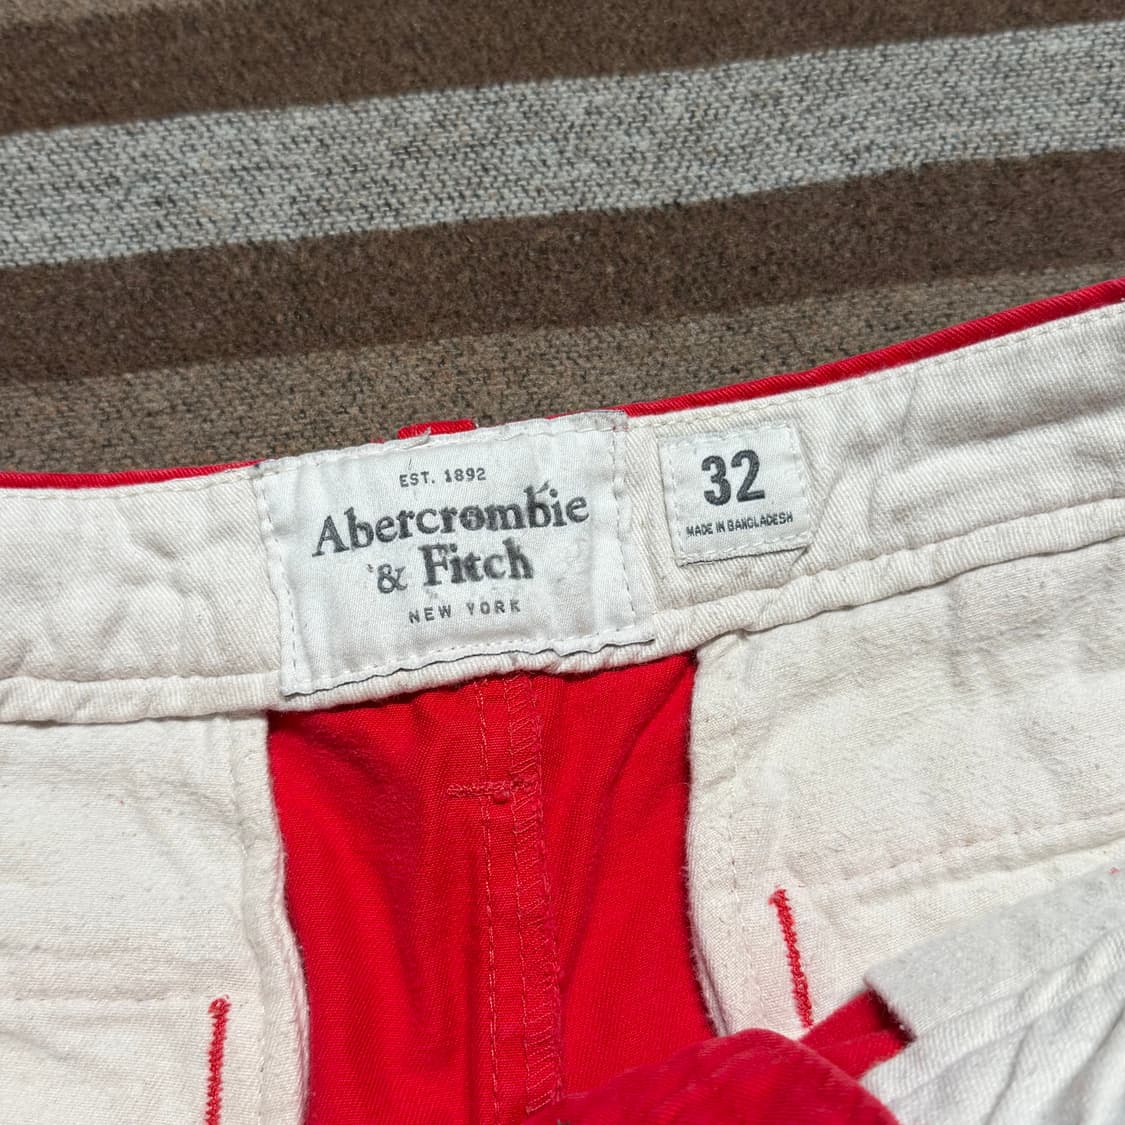 EST. 1892
Abercrombie
& Fitch
NEW YORK
32
MADE IN BANGLADESH